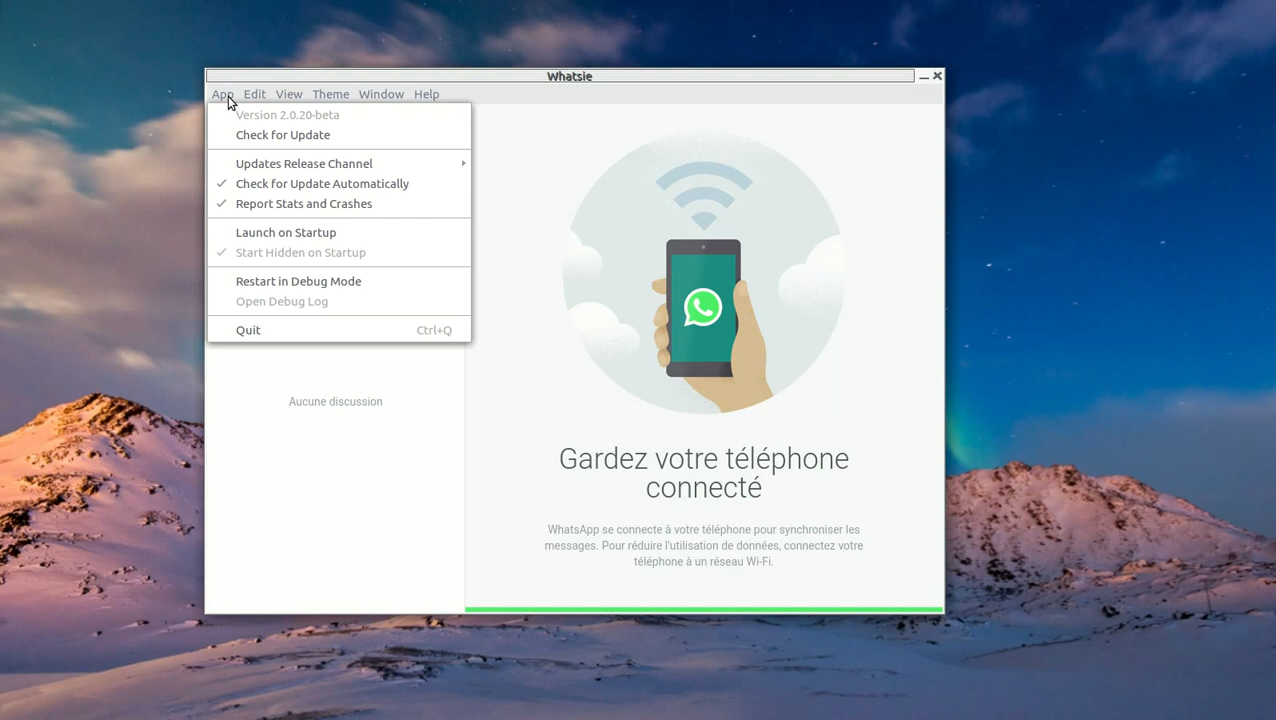 Whatsie
App Edit View Theme Window Help
Version 2.0.20-beta
Check for Update
Updates Release Channel
Check for Update Automatically
Report Stats and Crashes
Launch on Startup
Start Hidden on Startup
Restart in Debug Mode
Open Debug Log
Quit Ctrl+Q
Aucune discussion
Gardez votre téléphone
connecté
WhatsApp se connecte à votre téléphone pour synchroniser les
messages. Pour réduire l'utilisation de données, connectez votre
téléphone à un réseau Wi-Fi.